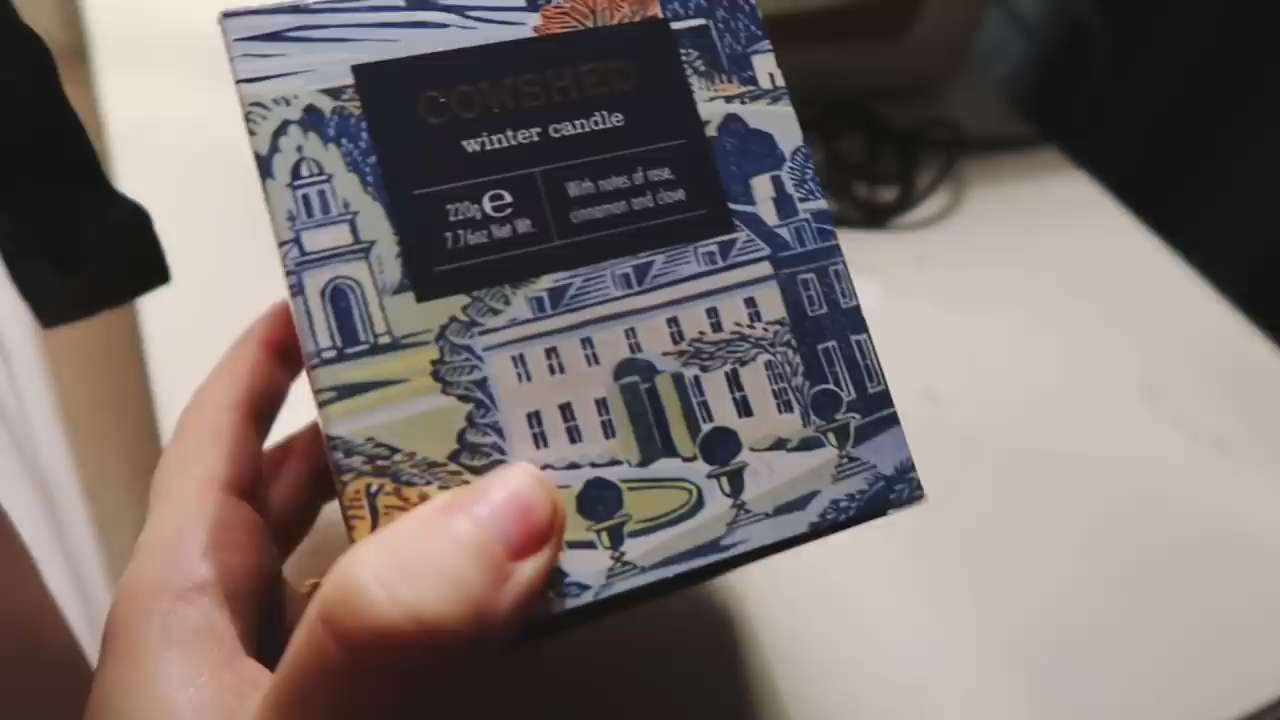 COWSHED
winter candle
220g e
7.76oz Net Wt.
With notes of rose,
cinnamon and clove